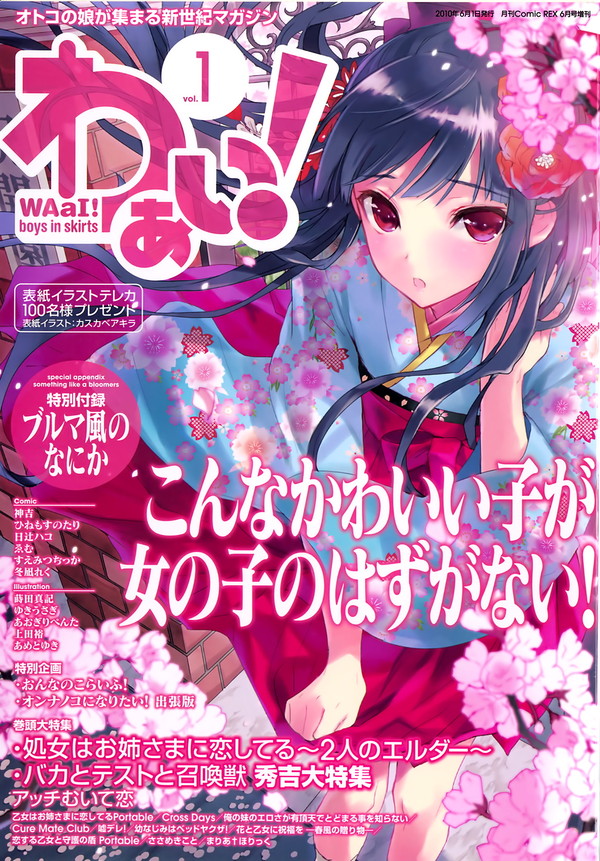 オトコの娘が集まる新世紀マガジン
2010年6月1日発行 月刊Comic REX 6月号増刊
vol.1
わぁい!
WAaI!
boys in skirts
表紙イラストテレカ
100名様プレゼント
表紙イラスト:カスカベアキラ
special appendix
something like a bloomers
特別付録
ブルマ風の
なにか
こんなかわいい子が
女の子のはずがない!
Comic
神吉
ひねもすのたり
日辻ハコ
ゑむ
すえみつぢっか
冬凪れく
Illustration
蒔田真記
ゆきうさぎ
あおぎりぺんた
上田裕
あめとゆき
特別企画
・おんなのこらいふ!
・オンナノコになりたい! 出張版
巻頭大特集
・処女はお姉さまに恋してる〜2人のエルダー〜
・バカとテストと召喚獣 秀吉大特集
アッチむいて恋
乙女はお姉さまに恋してるPortable/Cross Days/俺の妹のエロさが有頂天でとどまる事を知らない
Cure Mate Club/嘘デレ!/幼なじみはベッドヤクザ!/花と乙女に祝福を ―春風の贈り物―
恋する乙女と守護の盾 Portable/ささめきこと/まりあ†ほりっく